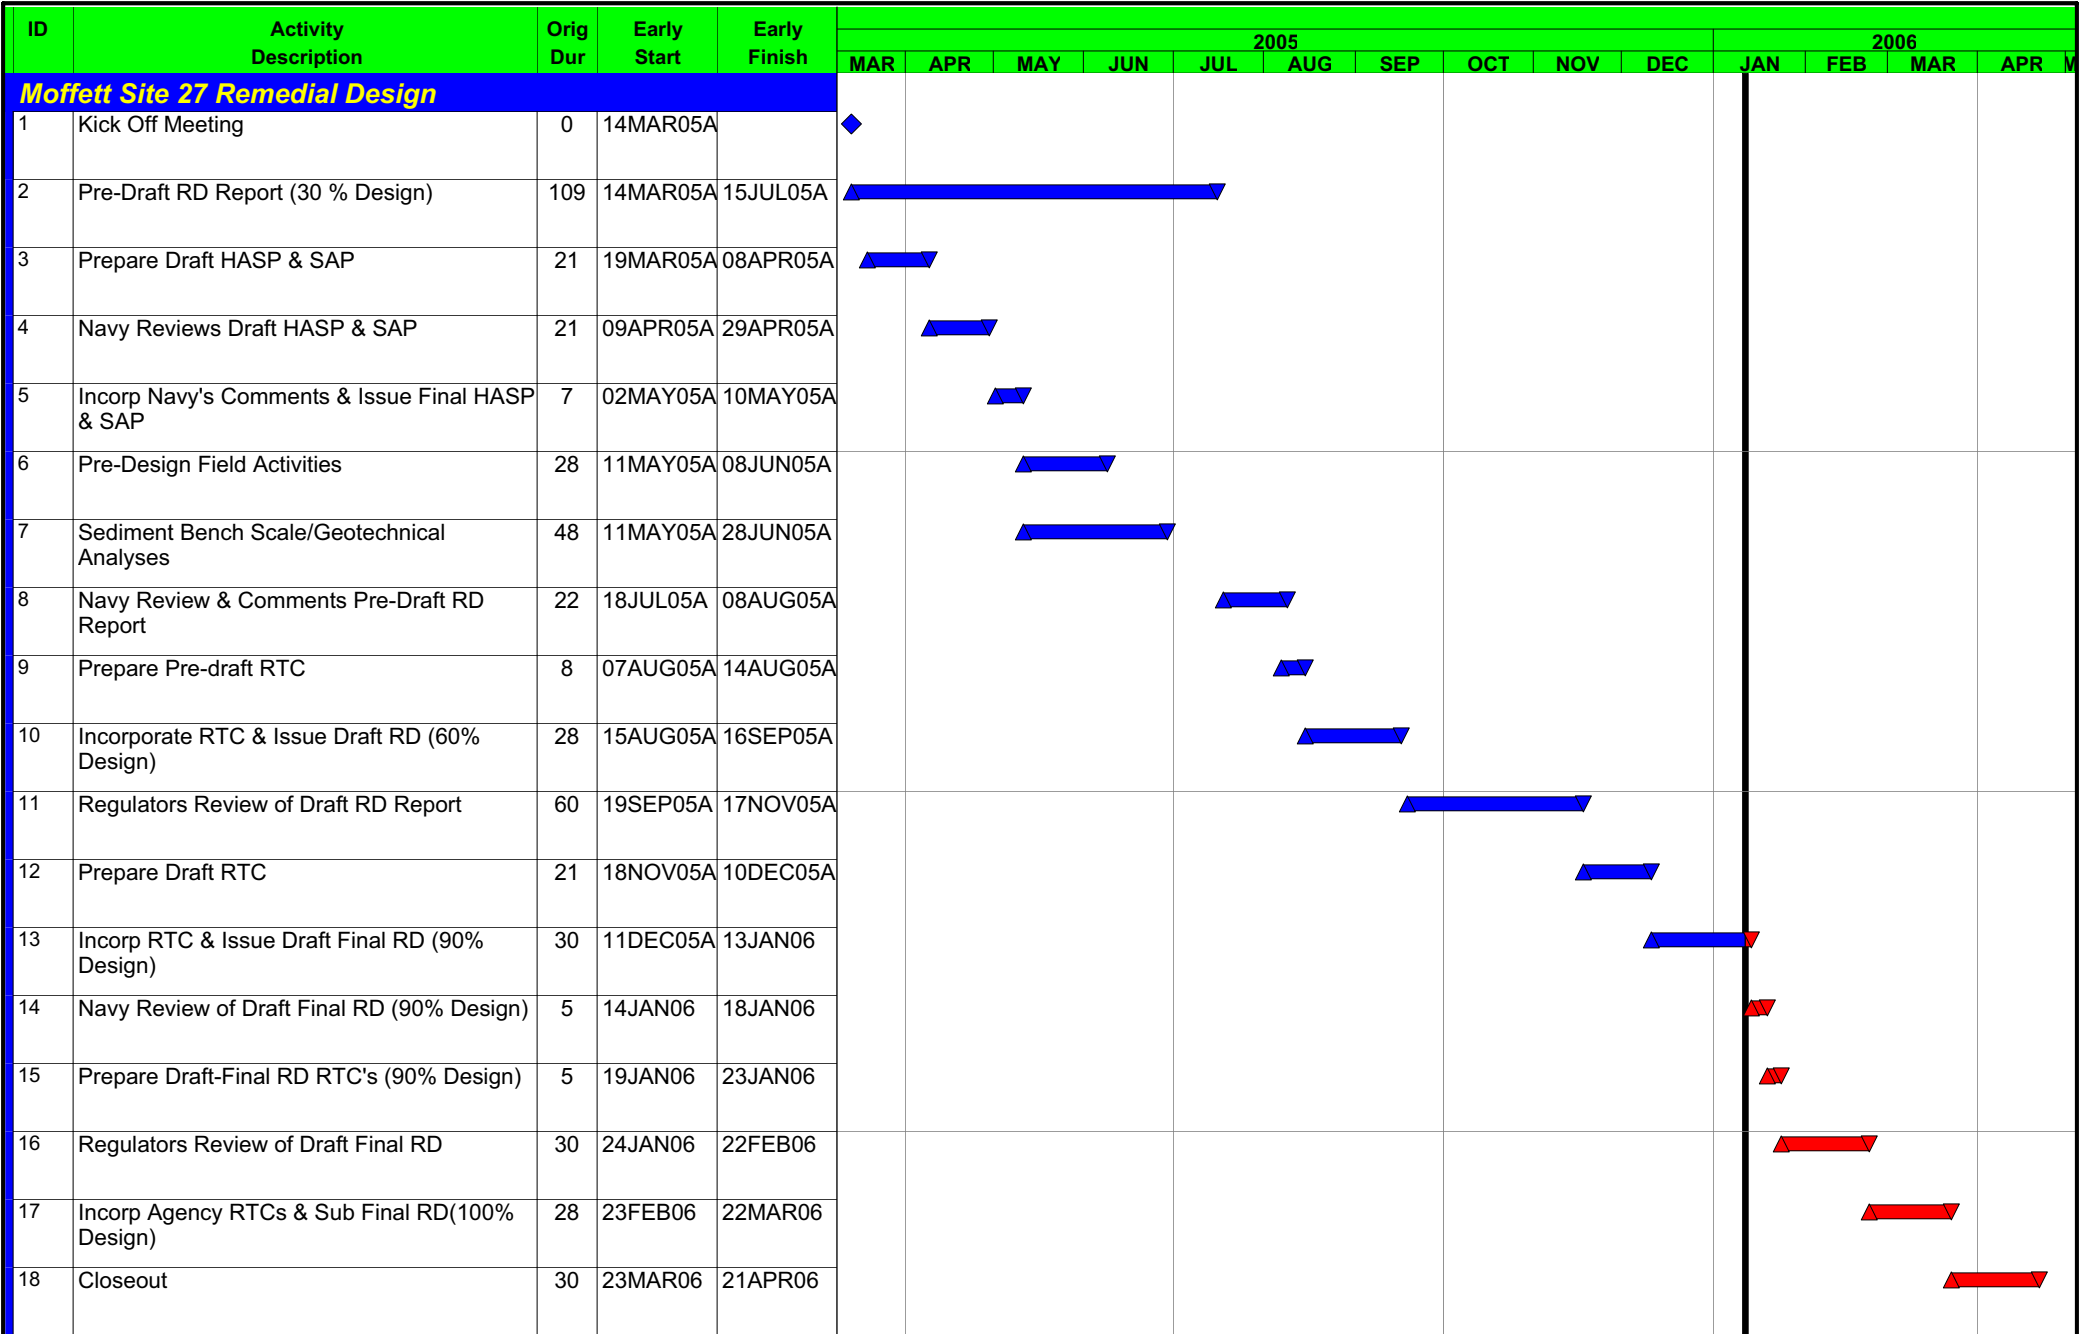 ID Activity Orig Early Early
Description Dur Start Finish
2005 2006
MAR APR MAY JUN JUL AUG SEP OCT NOV DEC JAN FEB MAR APR M
Moffett Site 27 Remedial Design
1 Kick Off Meeting 0 14MAR05A
2 Pre-Draft RD Report (30 % Design) 109 14MAR05A 15JUL05A
3 Prepare Draft HASP & SAP 21 19MAR05A 08APR05A
4 Navy Reviews Draft HASP & SAP 21 09APR05A 29APR05A
5 Incorp Navy's Comments & Issue Final HASP 7 02MAY05A 10MAY05A
& SAP
6 Pre-Design Field Activities 28 11MAY05A 08JUN05A
7 Sediment Bench Scale/Geotechnical 48 11MAY05A 28JUN05A
Analyses
8 Navy Review & Comments Pre-Draft RD 22 18JUL05A 08AUG05A
Report
9 Prepare Pre-draft RTC 8 07AUG05A 14AUG05A
10 Incorporate RTC & Issue Draft RD (60% 28 15AUG05A 16SEP05A
Design)
11 Regulators Review of Draft RD Report 60 19SEP05A 17NOV05A
12 Prepare Draft RTC 21 18NOV05A 10DEC05A
13 Incorp RTC & Issue Draft Final RD (90% 30 11DEC05A 13JAN06
Design)
14 Navy Review of Draft Final RD (90% Design) 5 14JAN06 18JAN06
15 Prepare Draft-Final RD RTC's (90% Design) 5 19JAN06 23JAN06
16 Regulators Review of Draft Final RD 30 24JAN06 22FEB06
17 Incorp Agency RTCs & Sub Final RD(100% 28 23FEB06 22MAR06
Design)
18 Closeout 30 23MAR06 21APR06